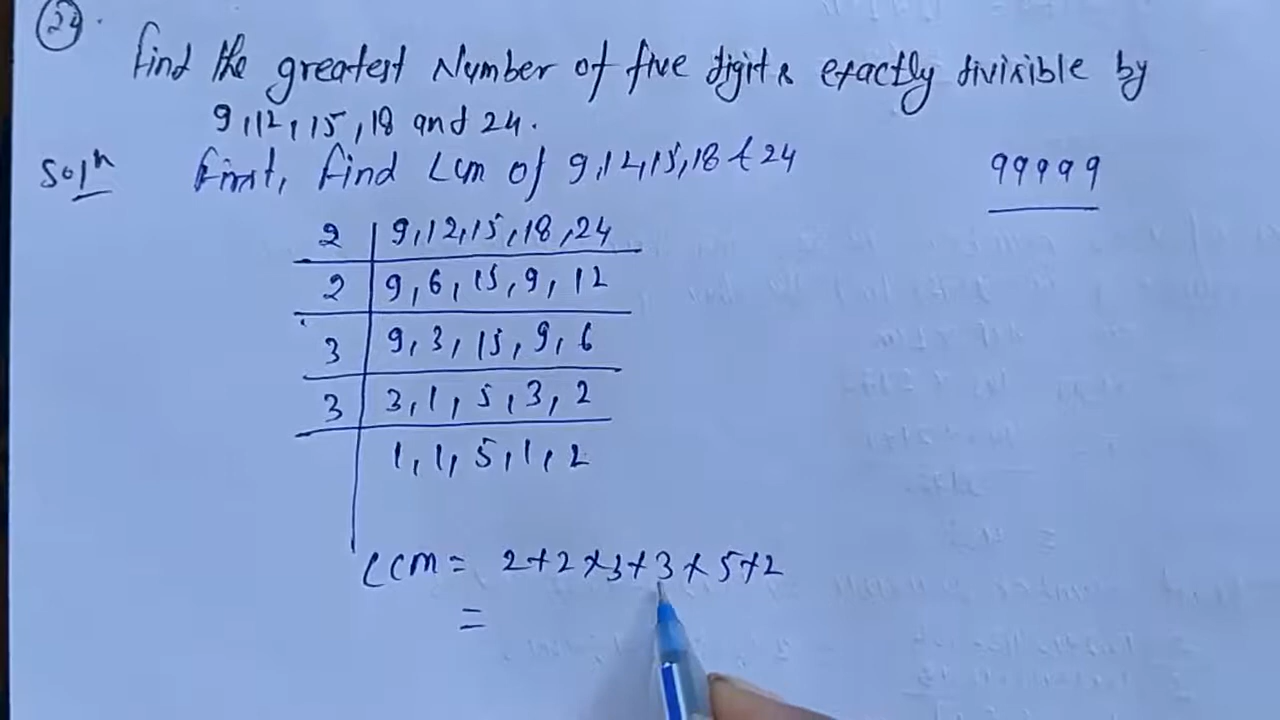 24.
Find the greatest Number of five digits exactly divisible by
9, 12, 15, 18 and 24.
Solⁿ First, find Lcm of 9, 12, 15, 18 & 24
99999
2 | 9, 12, 15, 18, 24
2 | 9, 6, 15, 9, 12
3 | 9, 3, 15, 9, 6
3 | 3, 1, 5, 3, 2
1, 1, 5, 1, 2
LCM = 2×2×3×3×5×2
=